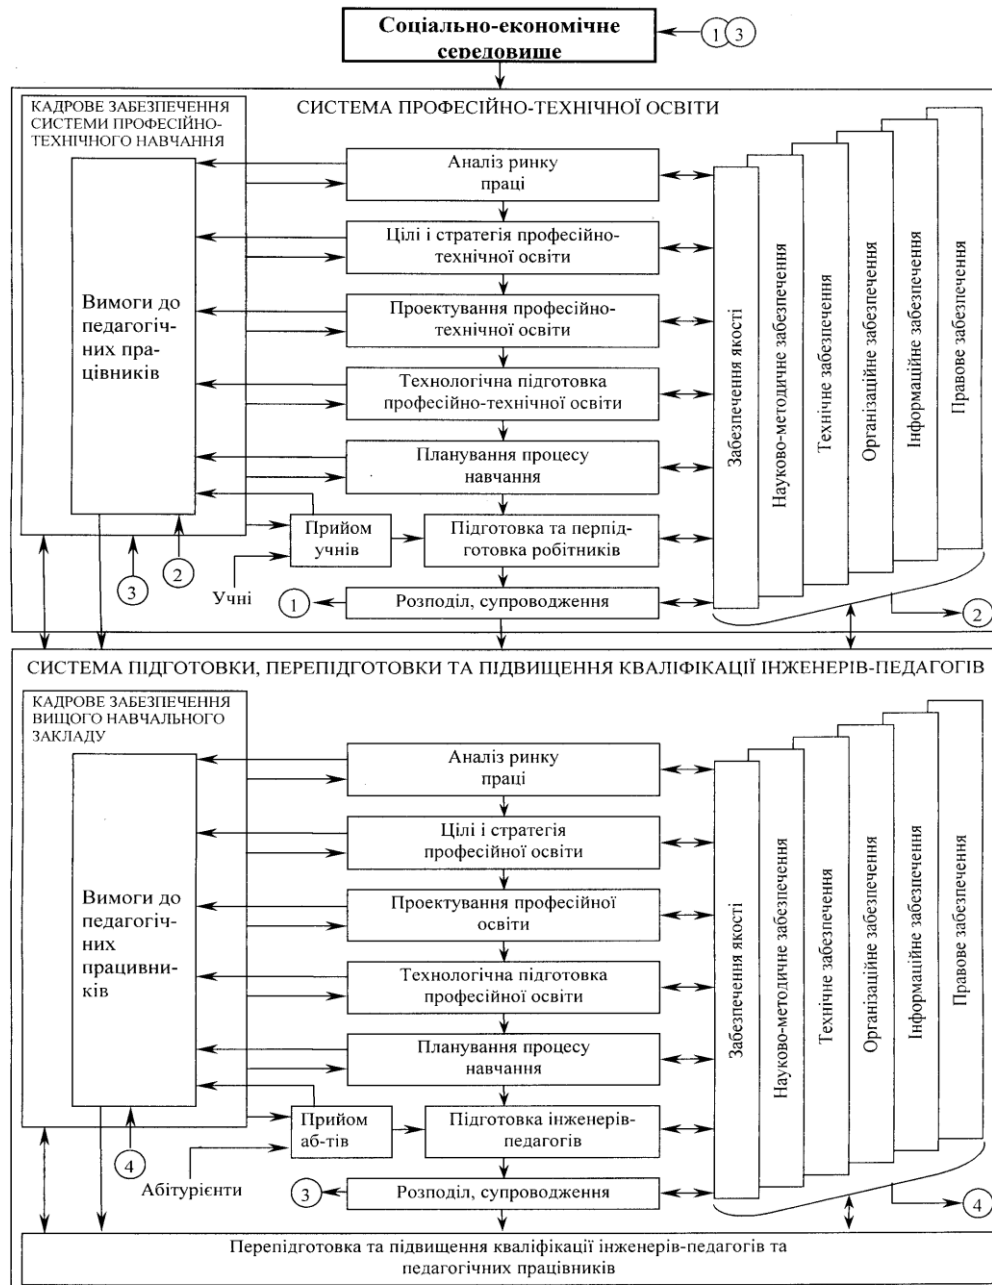 Соціально-економічне
середовише
1 3
КАДРОВЕ ЗАБЕЗПЕЧЕННЯ
СИСТЕМИ ПРОФЕСІЙНО-
ТЕХНІЧНОГО НАВЧАННЯ
СИСТЕМА ПРОФЕСІЙНО-ТЕХНІЧНОЇ ОСВІТИ
Вимоги до
педагогіч-
них пра-
цівників
Аналіз ринку
праці
Цілі і стратегія професійно-
технічної освіти
Проектування професійно-
технічної освіти
Технологічна підготовка
професійно-технічної освіти
Планування процесу
навчання
Прийом
учнів
Підготовка та перпід-
готовка робітників
Учні
3
2
1
Розподіл, супроводження
Забезпечення якості
Науково-методичне забезпечення
Технічне забезпечення
Організаційне забезпечення
Інформаційне забезпечення
Правове забезпечення
2
СИСТЕМА ПІДГОТОВКИ, ПЕРЕПІДГОТОВКИ ТА ПІДВИЩЕННЯ КВАЛІФІКАЦІЇ ІНЖЕНЕРІВ-ПЕДАГОГІВ
КАДРОВЕ ЗАБЕЗПЕЧЕННЯ
ВИЩОГО НАВЧАЛЬНОГО
ЗАКЛАДУ
Вимоги до
педагогіч-
них
працивни-
ків
Аналіз ринку
праці
Цілі і стратегія
професійної освіти
Проектування професійної
освіти
Технологічна підготовка
професійної освіти
Планування процесу
навчання
Прийом
аб-тів
Підготовка інженерів-
педагогів
4
Абітурієнти
3
Розподіл, супроводження
Забезпечення якості
Науково-методичне забезпечення
Технічне забезпечення
Організаційне забезпечення
Інформаційне забезпечення
Правове забезпечення
4
Перепідготовка та підвищення кваліфікації інженерів-педагогів та
педагогічних працівників